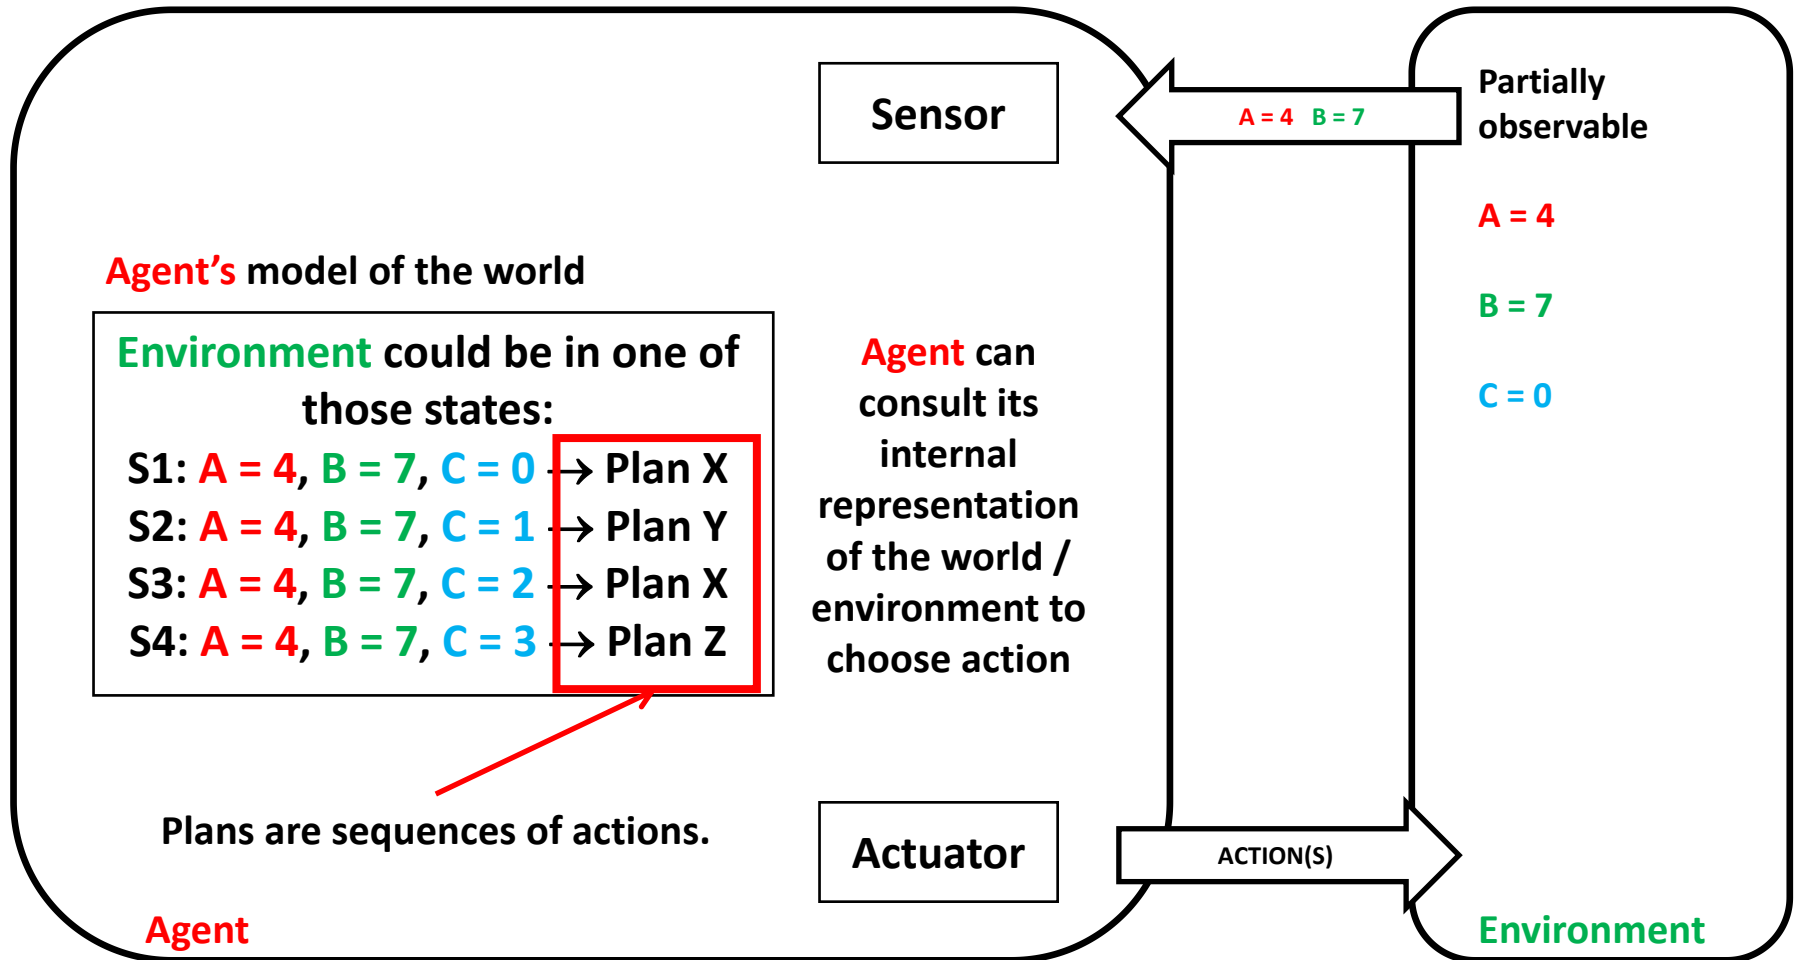 Sensor
A = 4 B = 7
Partially
observable
A = 4
B = 7
C = 0
Agent's model of the world
Environment could be in one of
those states:
S1: A = 4, B = 7, C = 0 → Plan X
S2: A = 4, B = 7, C = 1 → Plan Y
S3: A = 4, B = 7, C = 2 → Plan X
S4: A = 4, B = 7, C = 3 → Plan Z
Agent can
consult its
internal
representation
of the world /
environment to
choose action
Plans are sequences of actions.
Actuator
ACTION(S)
Agent
Environment